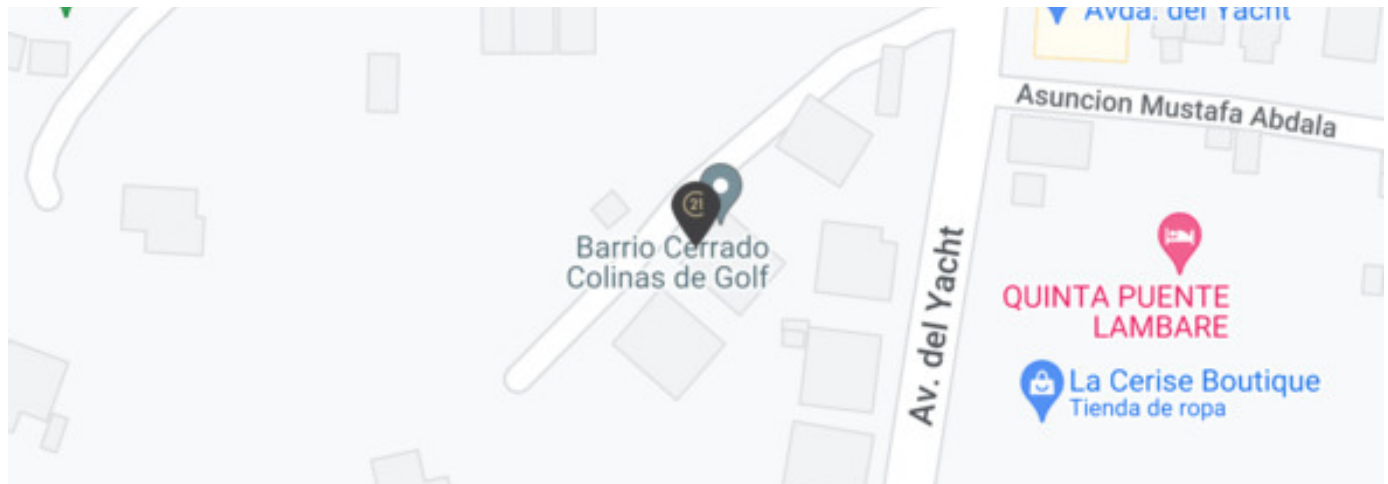 Avda. del Yacht
Asuncion Mustafa Abdala
21
Barrio Cerrado
Colinas de Golf
Av. del Yacht
QUINTA PUENTE
LAMBARE
La Cerise Boutique
Tienda de ropa